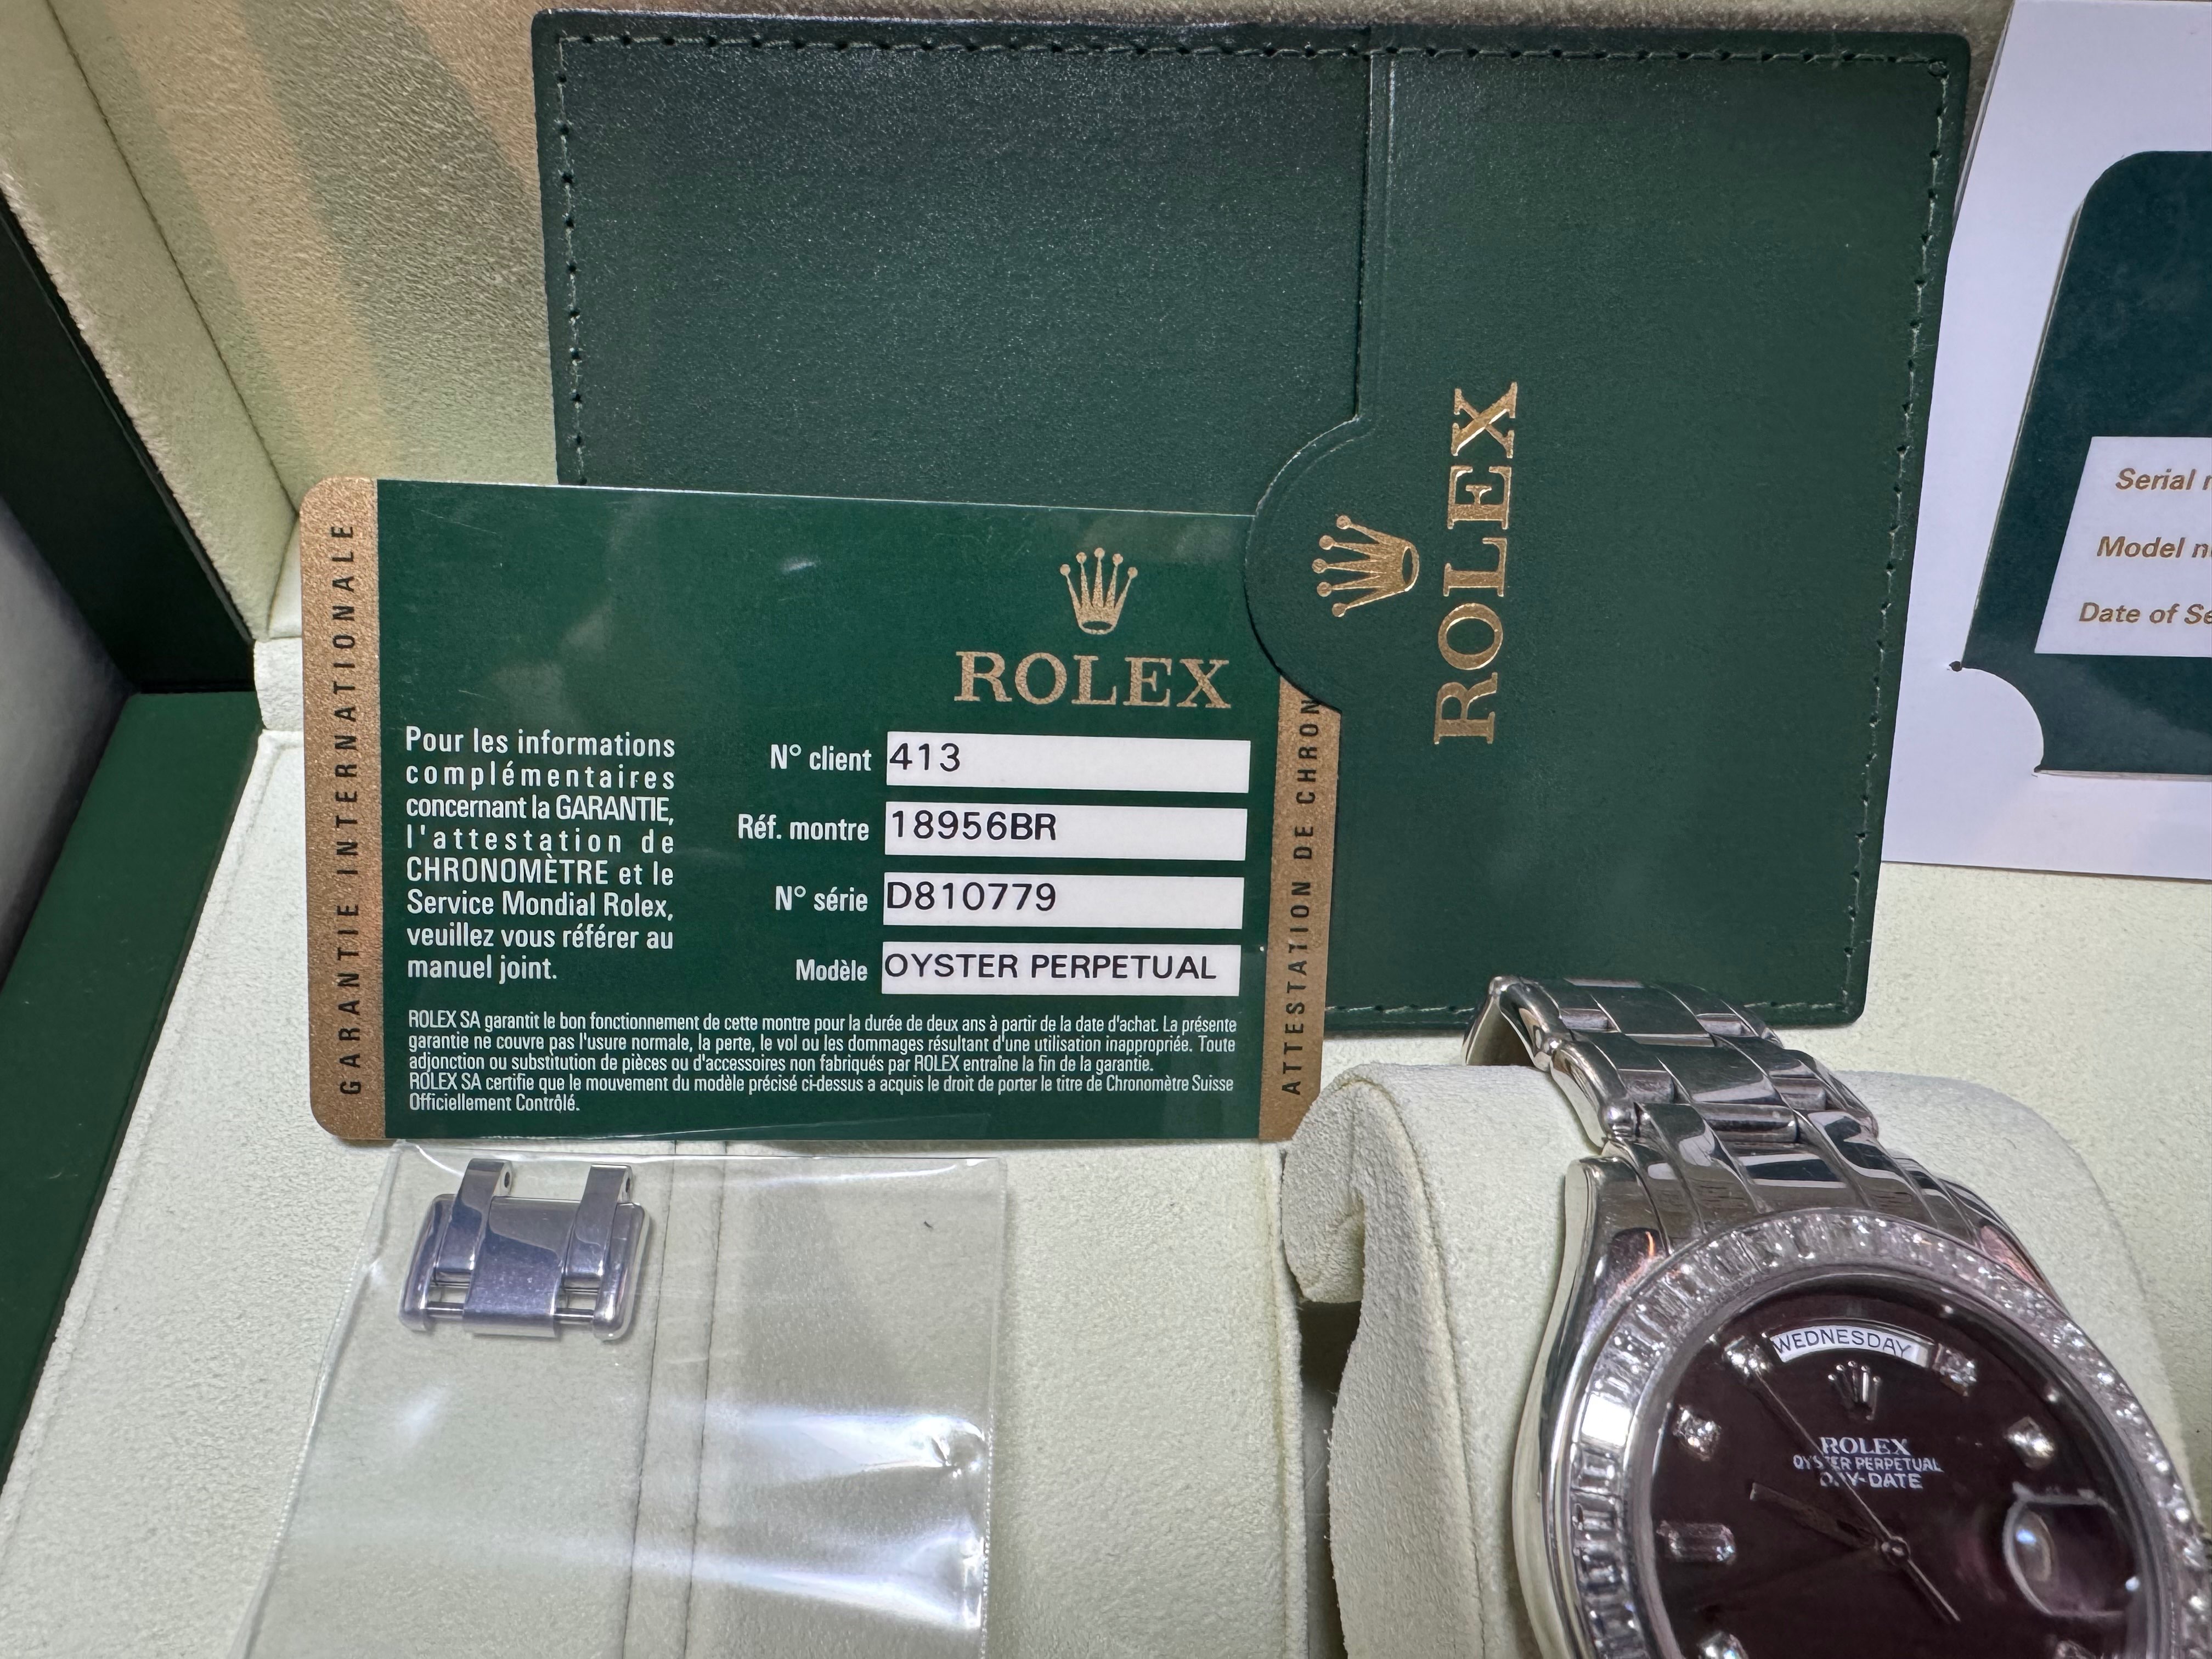 ROLEX
GARANTIE INTERNATIONALE
ROLEX
Pour les informations
complémentaires
concernant la GARANTIE,
l'attestation de
CHRONOMÈTRE et le
Service Mondial Rolex,
veuillez vous référer au
manuel joint.
N° client 413
Réf. montre 18956BR
N° série D810779
Modèle OYSTER PERPETUAL
ROLEX SA garantit le bon fonctionnement de cette montre pour la durée de deux ans à partir de la date d'achat. La présente
garantie ne couvre pas l'usure normale, la perte, le vol ou les dommages résultant d'une utilisation inappropriée. Toute
adjonction ou substitution de pièces ou d'accessoires non fabriqués par ROLEX entraîne la fin de la garantie.
ROLEX SA certifie que le mouvement du modèle précisé ci-dessus a acquis le droit de porter le titre de Chronomètre Suisse
Officiellement Contrôlé.
ATTESTATION DE CHRON
Serial
Model
Date of
WEDNESDAY
ROLEX
OYSTER PERPETUAL
DAY-DATE